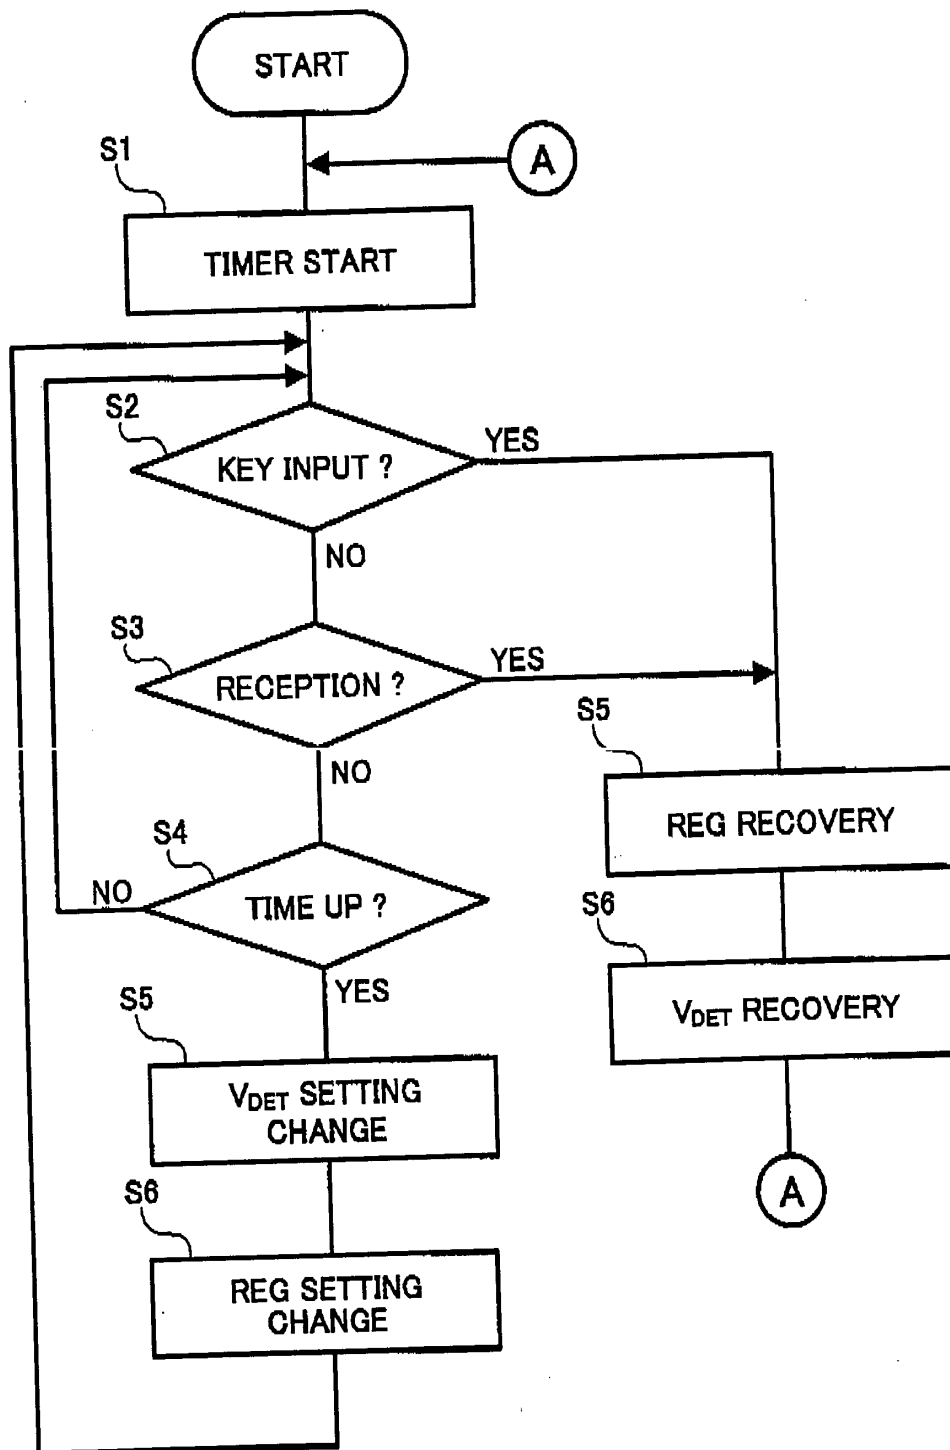 START
A
S1
TIMER START
S2
KEY INPUT ?
YES
NO
S3
RECEPTION ?
YES
NO
S4
TIME UP ?
NO
YES
S5
VDET SETTING
CHANGE
S6
REG SETTING
CHANGE
S5
REG RECOVERY
S6
VDET RECOVERY
A